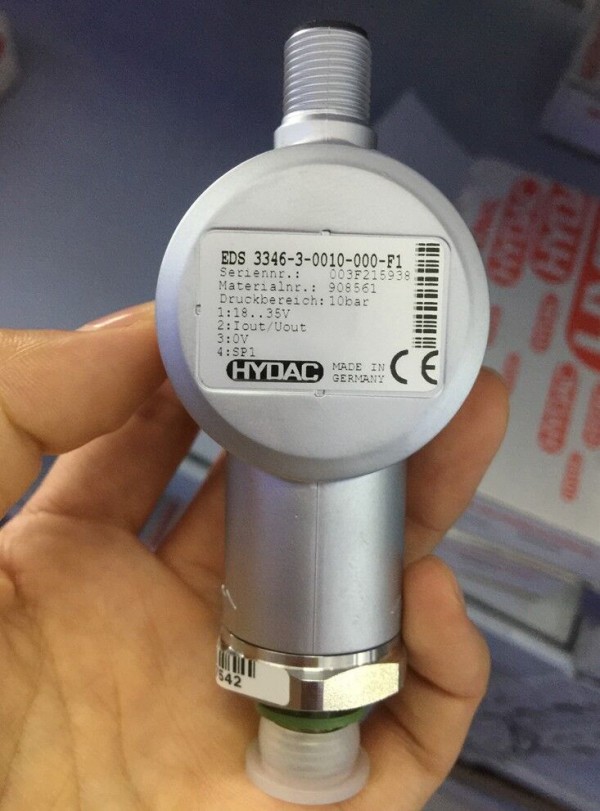 EDS 3346-3-0010-000-F1
Seriennr.: 003F215938
Materialnr.: 908561
Druckbereich: 10bar
1:18..35V
2:Iout/Uout
3:0V
4:SP1
HYDAC MADE IN GERMANY CE
642